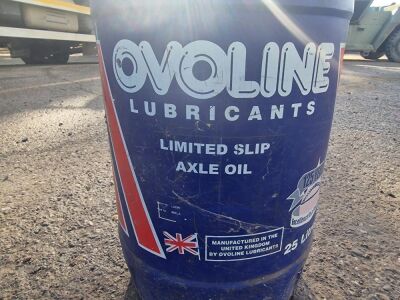 OVOLINE
LUBRICANTS
LIMITED SLIP
AXLE OIL
MANUFACTURED IN THE
UNITED KINGDOM
BY OVOLINE LUBRICANTS
25